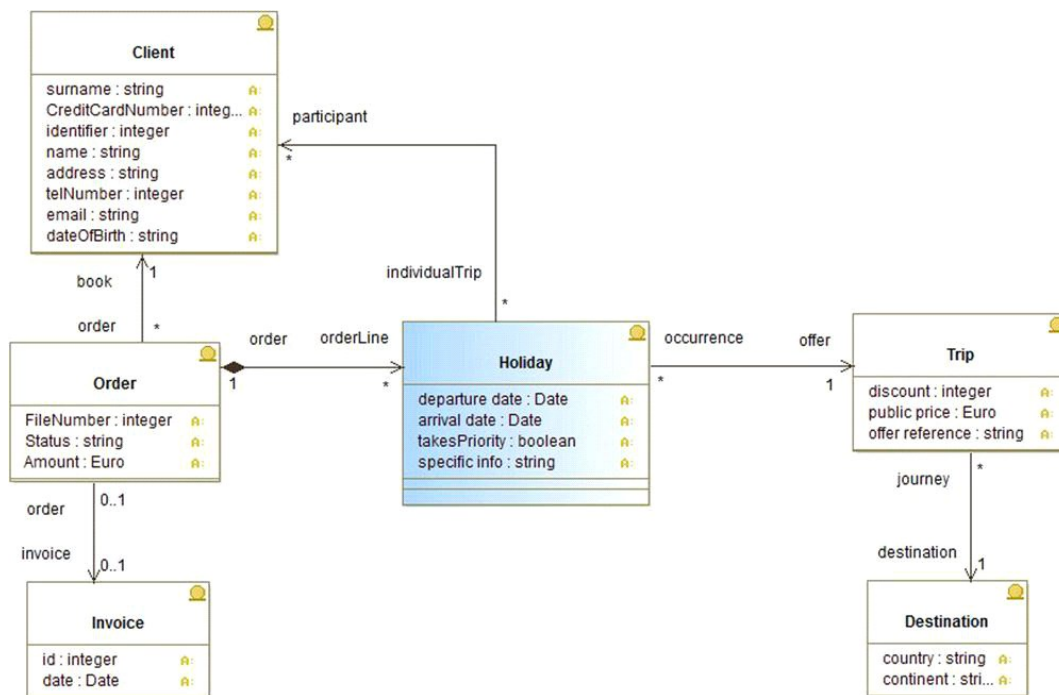 Client
surname : string A:
CreditCardNumber : integ... A:
identifier : integer A:
name : string A:
address : string A:
telNumber : integer A:
email : string A:
dateOfBirth : string A:
participant
*
individualTrip
*
1
book
order
*
Order
FileNumber : integer A:
Status : string A:
Amount : Euro A:
order
1
orderLine
*
Holiday
departure date : Date A:
arrival date : Date A:
takesPriority : boolean A:
specific info : string A:
occurrence
*
offer
1
Trip
discount : integer A:
public price : Euro A:
offer reference : string A:
*
journey
destination
1
Destination
country : string A:
continent : stri... A:
0..1
order
invoice
0..1
Invoice
id : integer A:
date : Date A: